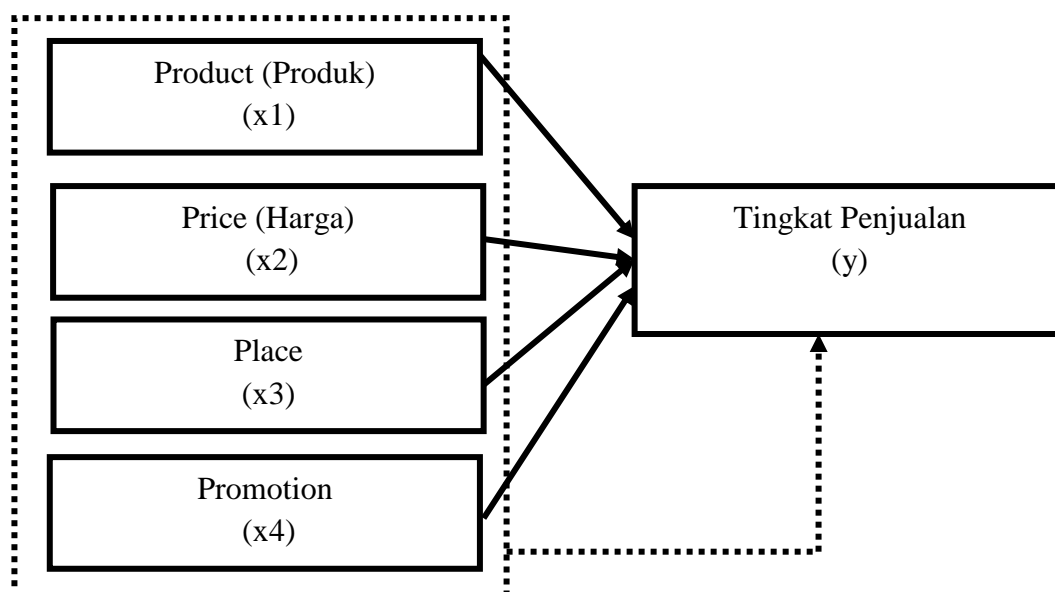 Product (Produk)
(x1)
Price (Harga)
(x2)
Place
(x3)
Promotion
(x4)
Tingkat Penjualan
(y)